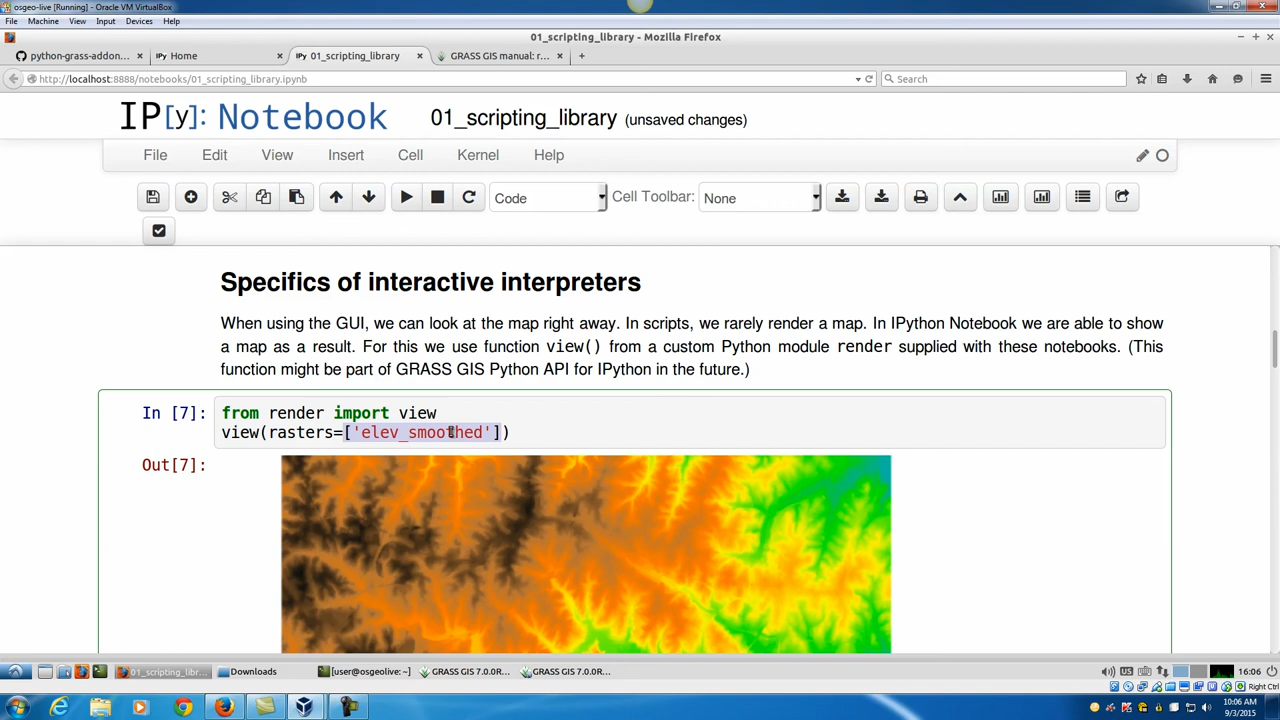 osgeo-live [Running] - Oracle VM VirtualBox
File Machine View Input Devices Help
01_scripting_library - Mozilla Firefox
python-grass-addon...
IPy Home
IPy 01_scripting_library
GRASS GIS manual: r...
http://localhost:8888/notebooks/01_scripting_library.ipynb
Search
IP[y]: Notebook
01_scripting_library (unsaved changes)
File Edit View Insert Cell Kernel Help
Code
Cell Toolbar: None
Specifics of interactive interpreters
When using the GUI, we can look at the map right away. In scripts, we rarely render a map. In IPython Notebook we are able to show
a map as a result. For this we use function view() from a custom Python module render supplied with these notebooks. (This
function might be part of GRASS GIS Python API for IPython in the future.)
In [7]: from render import view
view(rasters=['elev_smoothed'])
Out[7]:
01_scripting_libr...
Downloads
[user@osgeolive: ~]
GRASS GIS 7.0.0R...
GRASS GIS 7.0.0R...
US
16:06
Right Ctrl
10:06 AM
9/3/2015